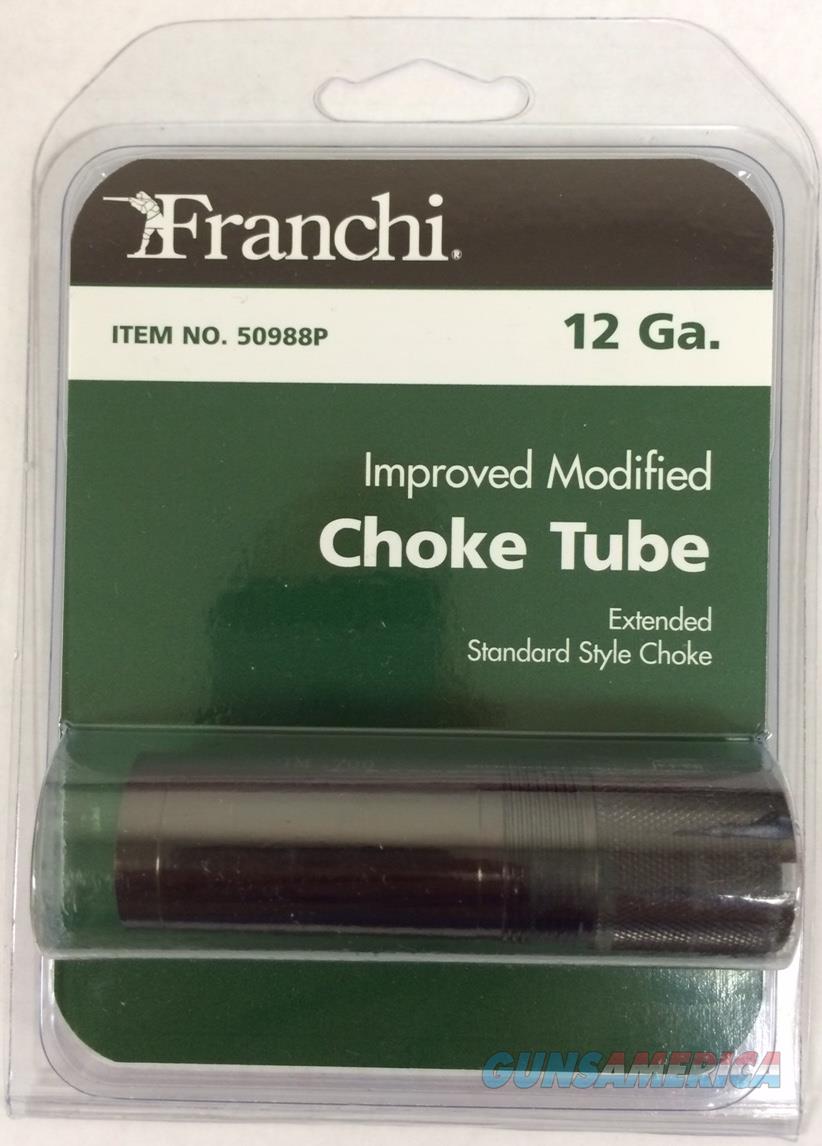 Franchi®
ITEM NO. 50988P 12 Ga.
Improved Modified
Choke Tube
Extended
Standard Style Choke
GUNSAMERICA